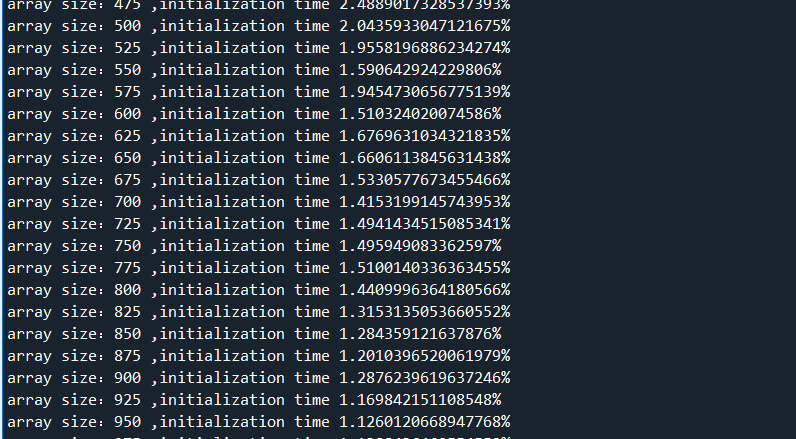 array size：475 ,initialization time 2.4889017328537393%
array size：500 ,initialization time 2.0435933047121675%
array size：525 ,initialization time 1.9558196886234274%
array size：550 ,initialization time 1.590642924229806%
array size：575 ,initialization time 1.9454730656775139%
array size：600 ,initialization time 1.510324020074586%
array size：625 ,initialization time 1.6769631034321835%
array size：650 ,initialization time 1.6606113845631438%
array size：675 ,initialization time 1.5330577673455466%
array size：700 ,initialization time 1.4153199145743953%
array size：725 ,initialization time 1.4941434515085341%
array size：750 ,initialization time 1.495949083362597%
array size：775 ,initialization time 1.5100140336363455%
array size：800 ,initialization time 1.4409996364180566%
array size：825 ,initialization time 1.3153135053660552%
array size：850 ,initialization time 1.284359121637876%
array size：875 ,initialization time 1.2010396520061979%
array size：900 ,initialization time 1.2876239619637246%
array size：925 ,initialization time 1.169842151108548%
array size：950 ,initialization time 1.1260120668947768%